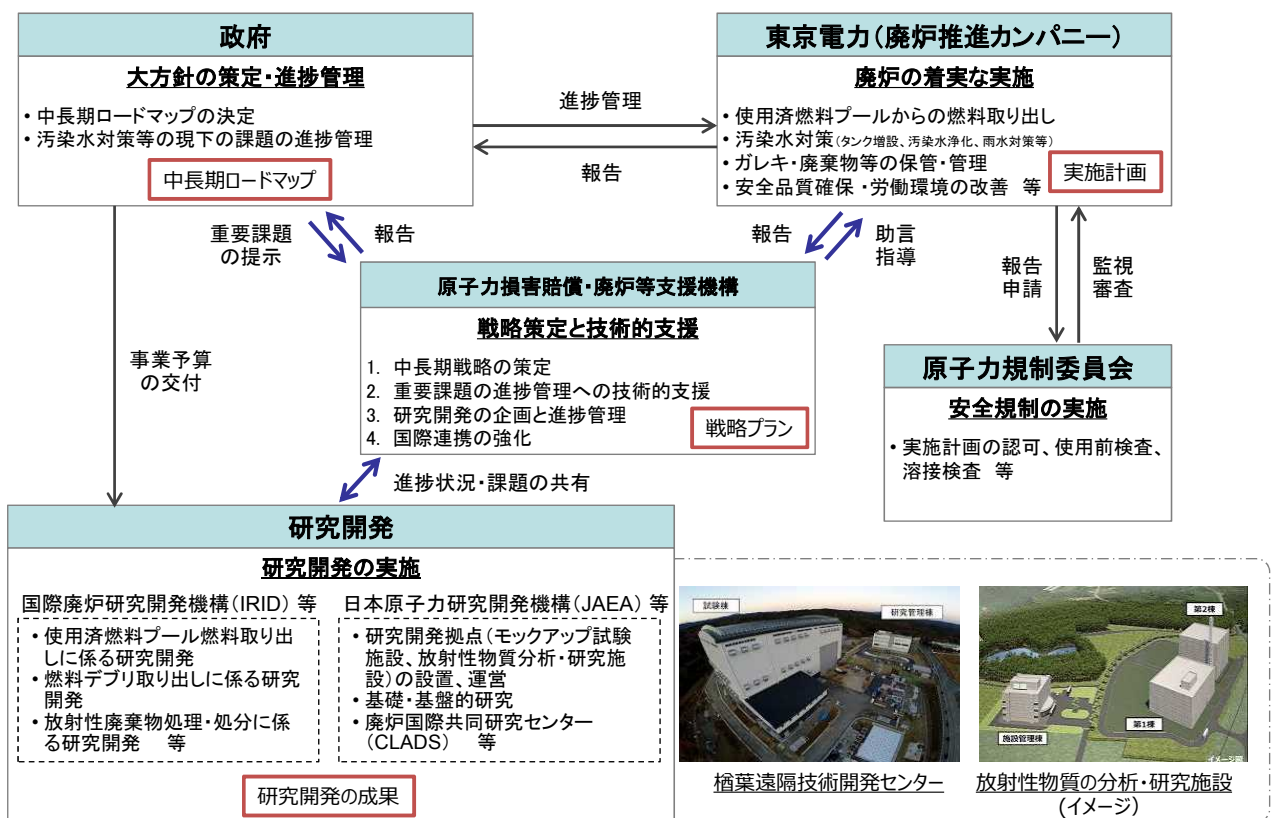 政府
大方針の策定・進捗管理
・中長期ロードマップの決定
・汚染水対策等の現下の課題の進捗管理
中長期ロードマップ
進捗管理
報告
東京電力（廃炉推進カンパニー）
廃炉の着実な実施
・使用済燃料プールからの燃料取り出し
・汚染水対策（タンク増設、汚染水浄化、雨水対策等）
・ガレキ・廃棄物等の保管・管理
・安全品質確保・労働環境の改善 等
実施計画
重要課題
の提示
報告
報告
助言
指導
報告
申請
監視
審査
原子力損害賠償・廃炉等支援機構
戦略策定と技術的支援
1. 中長期戦略の策定
2. 重要課題の進捗管理への技術的支援
3. 研究開発の企画と進捗管理
4. 国際連携の強化
戦略プラン
事業予算
の交付
原子力規制委員会
安全規制の実施
・実施計画の認可、使用前検査、
溶接検査 等
進捗状況・課題の共有
研究開発
研究開発の実施
国際廃炉研究開発機構（IRID）等
・使用済燃料プール燃料取り出
しに係る研究開発
・燃料デブリ取り出しに係る研究
開発
・放射性廃棄物処理・処分に係
る研究開発 等
日本原子力研究開発機構（JAEA）等
・研究開発拠点（モックアップ試験
施設、放射性物質分析・研究施
設）の設置、運営
・基礎・基盤的研究
・廃炉国際共同研究センター
（CLADS） 等
研究開発の成果
試験棟
研究管理棟
楢葉遠隔技術開発センター
第2棟
第1棟
施設管理棟
イメージ図
放射性物質の分析・研究施設
（イメージ）